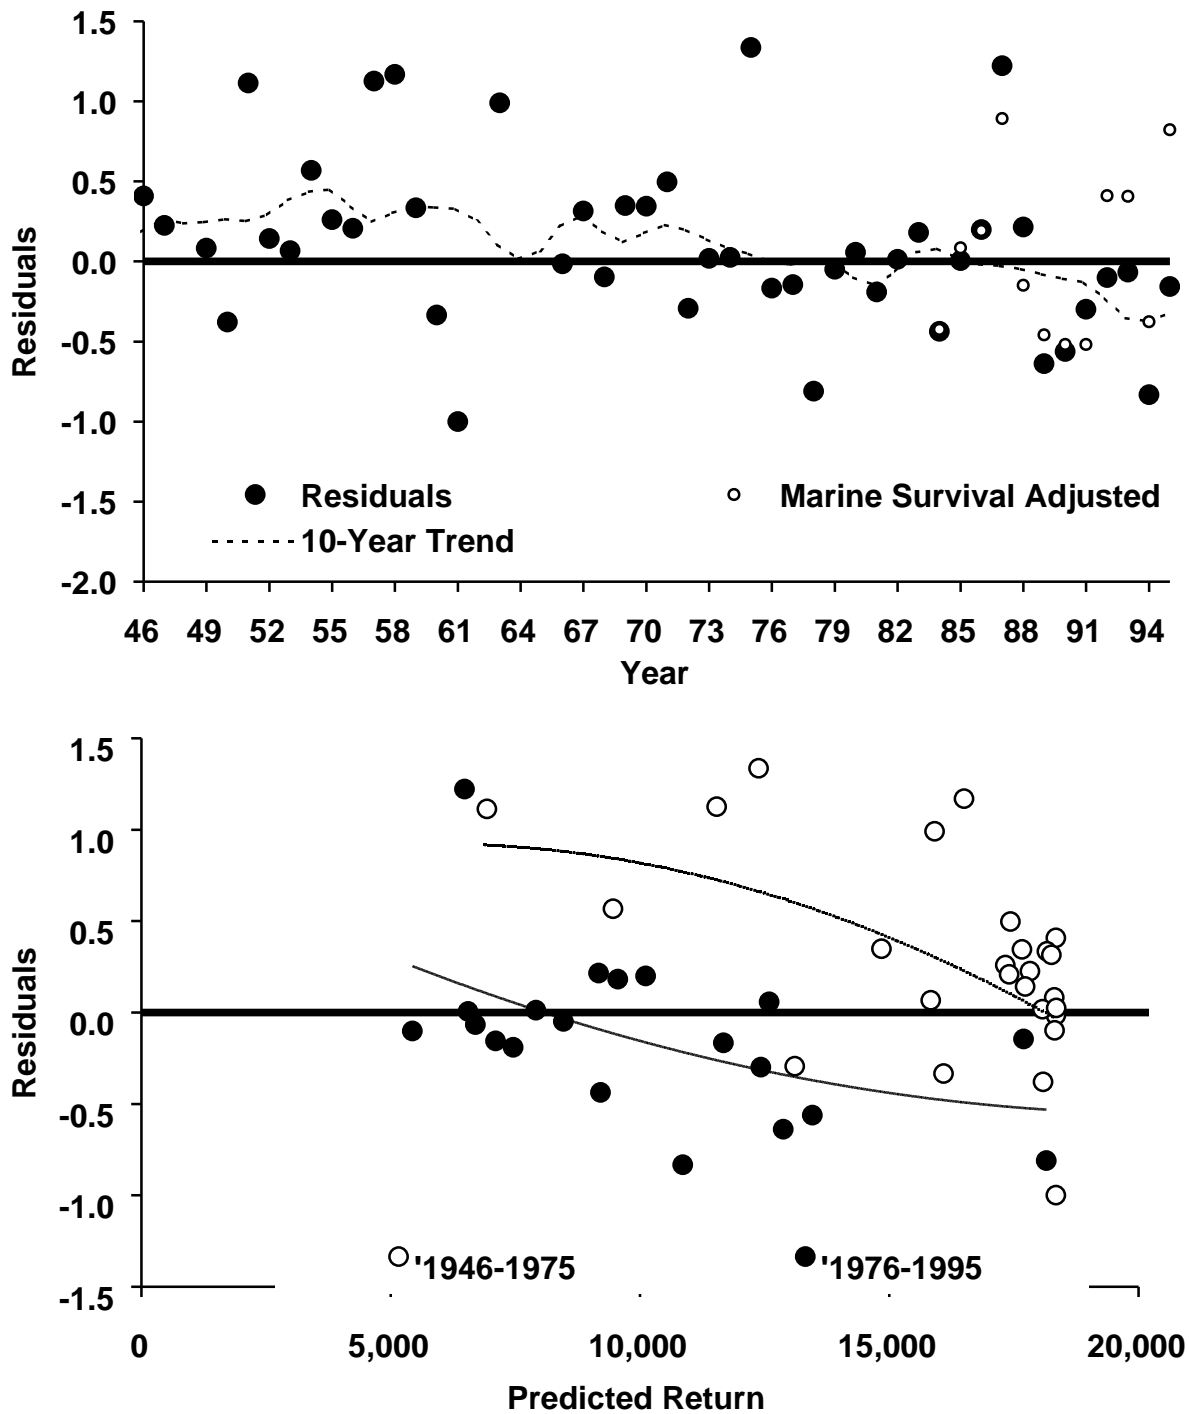 1.5
1.0
0.5
0.0
-0.5
-1.0
-1.5
-2.0
Residuals
Residuals
Marine Survival Adjusted
10-Year Trend
46 49 52 55 58 61 64 67 70 73 76 79 82 85 88 91 94
Year
1.5
1.0
0.5
0.0
-0.5
-1.0
-1.5
Residuals
'1946-1975
'1976-1995
0 5,000 10,000 15,000 20,000
Predicted Return